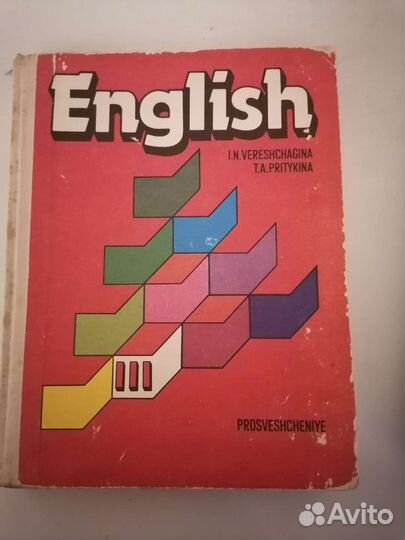 English
I.N.VERESHCHAGINA
T.A.PRITYKINA
III
PROSVESHCHENIYE
Avito